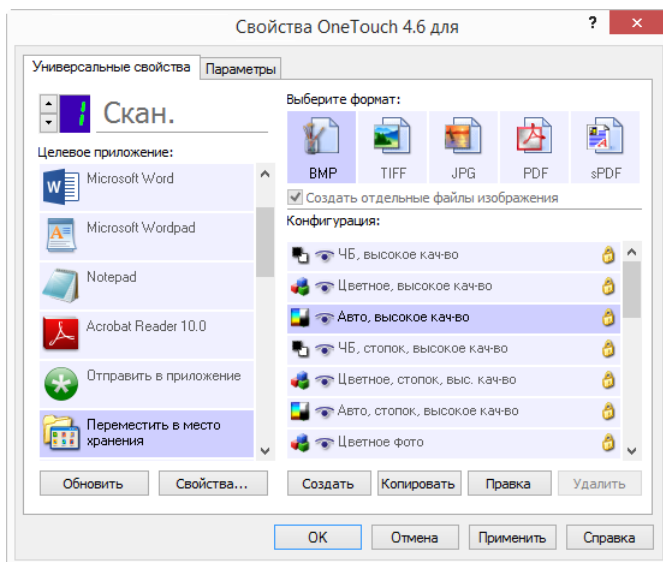 Свойства OneTouch 4.6 для
?
Универсальные свойства
Параметры
1
Скан.
Целевое приложение:
Microsoft Word
Microsoft Wordpad
Notepad
Acrobat Reader 10.0
Отправить в приложение
Переместить в место
хранения
Обновить
Свойства...
Выберите формат:
BMP
TIFF
JPG
PDF
sPDF
Создать отдельные файлы изображения
Конфигурация:
ЧБ, высокое кач-во
Цветное, высокое кач-во
Авто, высокое кач-во
ЧБ, стопок, высокое кач-во
Цветное, стопок, выс. кач-во
Авто, стопок, высокое кач-во
Цветное фото
Создать
Копировать
Правка
Удалить
OK
Отмена
Применить
Справка